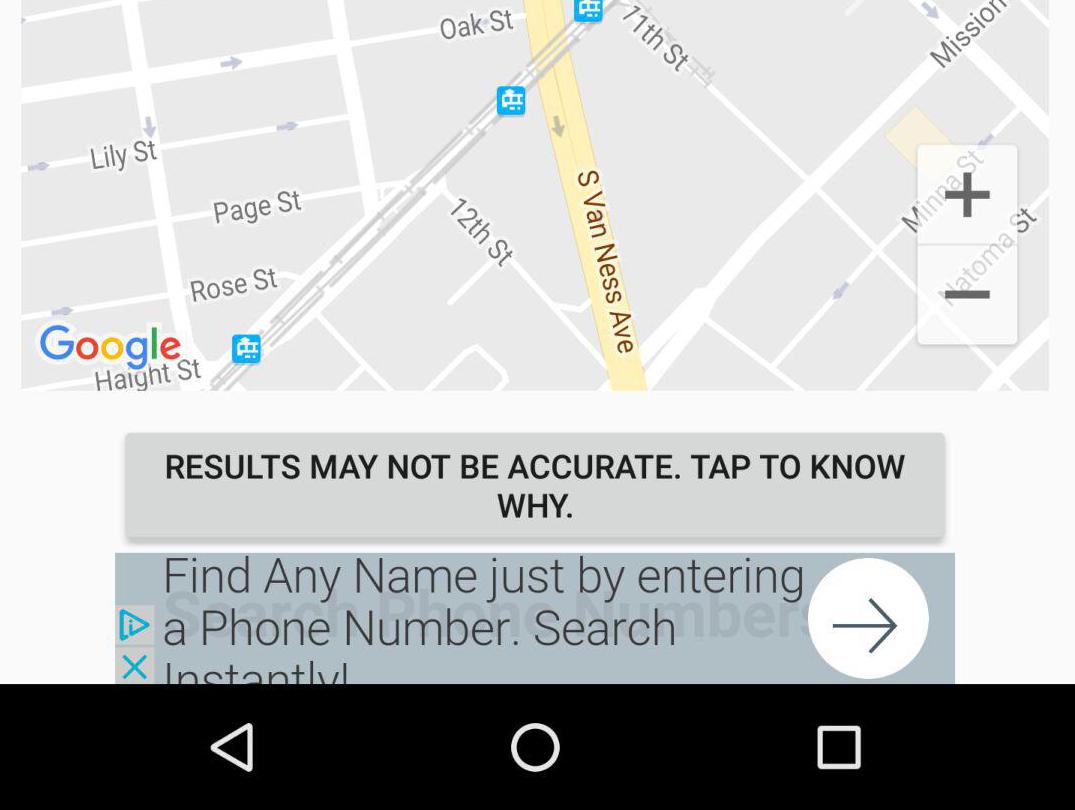 Oak St
11th St
Mission
Lily St
Minna St
Page St
12th St
S Van Ness Ave
Natoma St
Rose St
Google
Haight St
RESULTS MAY NOT BE ACCURATE. TAP TO KNOW
WHY.
Find Any Name just by entering
a Phone Number. Search
Instantly!
Search Phone Numbers